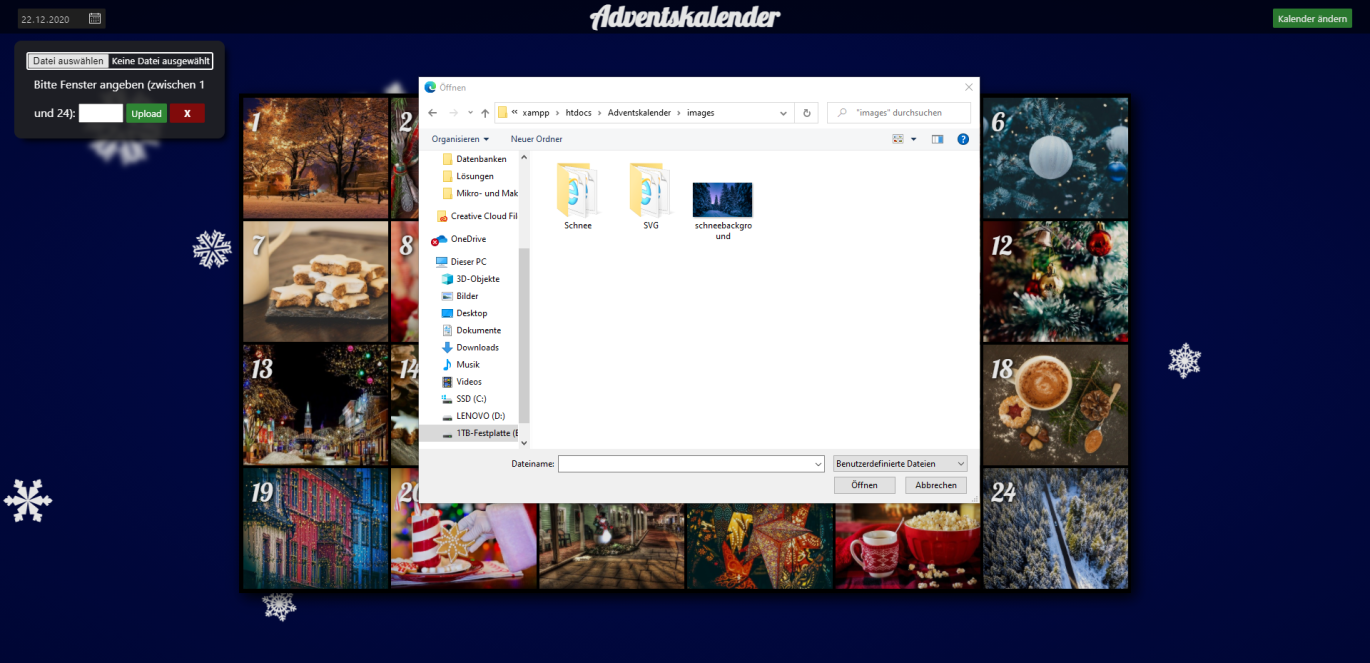 22.12.2020
Adventskalender
Kalender ändern
Datei auswählen Keine Datei ausgewählt
Bitte Fenster angeben (zwischen 1
und 24):
Upload
X
Öffnen
« xampp › htdocs › Adventskalender › images
"images" durchsuchen
Organisieren
Neuer Ordner
Datenbanken
Lösungen
Mikro- und Mak
Creative Cloud Fil
OneDrive
Dieser PC
3D-Objekte
Bilder
Desktop
Dokumente
Downloads
Musik
Videos
SSD (C:)
LENOVO (D:)
1TB-Festplatte (E
Schnee
SVG
schneebackgro
und
Dateiname:
Benutzerdefinierte Dateien
Öffnen
Abbrechen
1
2
6
7
8
12
13
14
18
19
20
24